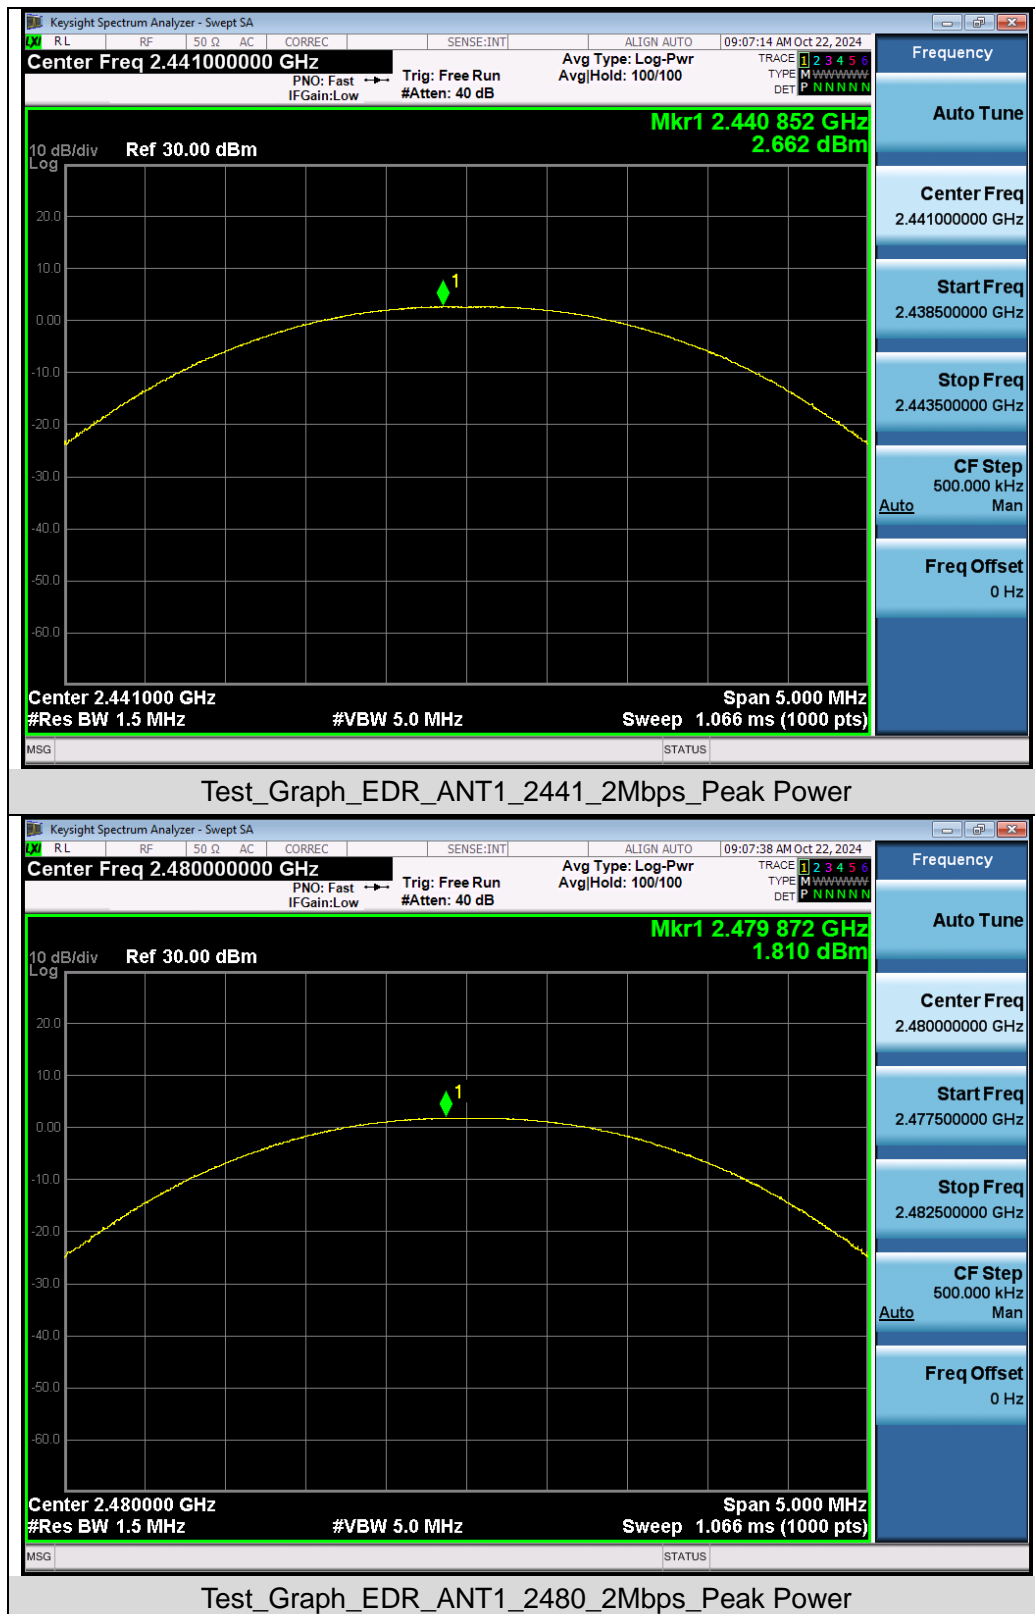 Keysight Spectrum Analyzer - Swept SA
LXI RL RF 50 Ω AC CORREC SENSE:INT ALIGN AUTO 09:07:14 AM Oct 22, 2024
Center Freq 2.441000000 GHz
PNO: Fast
IFGain:Low
Trig: Free Run
#Atten: 40 dB
Avg Type: Log-Pwr
Avg|Hold: 100/100
TRACE 1 2 3 4 5 6
TYPE M WWWWW
DET P N N N N N
Mkr1 2.440 852 GHz
2.662 dBm
10 dB/div Ref 30.00 dBm
Log
20.0
10.0
0.00
-10.0
-20.0
-30.0
-40.0
-50.0
-60.0
1
Center 2.441000 GHz Span 5.000 MHz
#Res BW 1.5 MHz #VBW 5.0 MHz Sweep 1.066 ms (1000 pts)
MSG STATUS
Frequency
Auto Tune
Center Freq
2.441000000 GHz
Start Freq
2.438500000 GHz
Stop Freq
2.443500000 GHz
CF Step
500.000 kHz
Auto Man
Freq Offset
0 Hz
Test_Graph_EDR_ANT1_2441_2Mbps_Peak Power
Keysight Spectrum Analyzer - Swept SA
LXI RL RF 50 Ω AC CORREC SENSE:INT ALIGN AUTO 09:07:38 AM Oct 22, 2024
Center Freq 2.480000000 GHz
PNO: Fast
IFGain:Low
Trig: Free Run
#Atten: 40 dB
Avg Type: Log-Pwr
Avg|Hold: 100/100
TRACE 1 2 3 4 5 6
TYPE M WWWWW
DET P N N N N N
Mkr1 2.479 872 GHz
1.810 dBm
10 dB/div Ref 30.00 dBm
Log
20.0
10.0
0.00
-10.0
-20.0
-30.0
-40.0
-50.0
-60.0
1
Center 2.480000 GHz Span 5.000 MHz
#Res BW 1.5 MHz #VBW 5.0 MHz Sweep 1.066 ms (1000 pts)
MSG STATUS
Frequency
Auto Tune
Center Freq
2.480000000 GHz
Start Freq
2.477500000 GHz
Stop Freq
2.482500000 GHz
CF Step
500.000 kHz
Auto Man
Freq Offset
0 Hz
Test_Graph_EDR_ANT1_2480_2Mbps_Peak Power